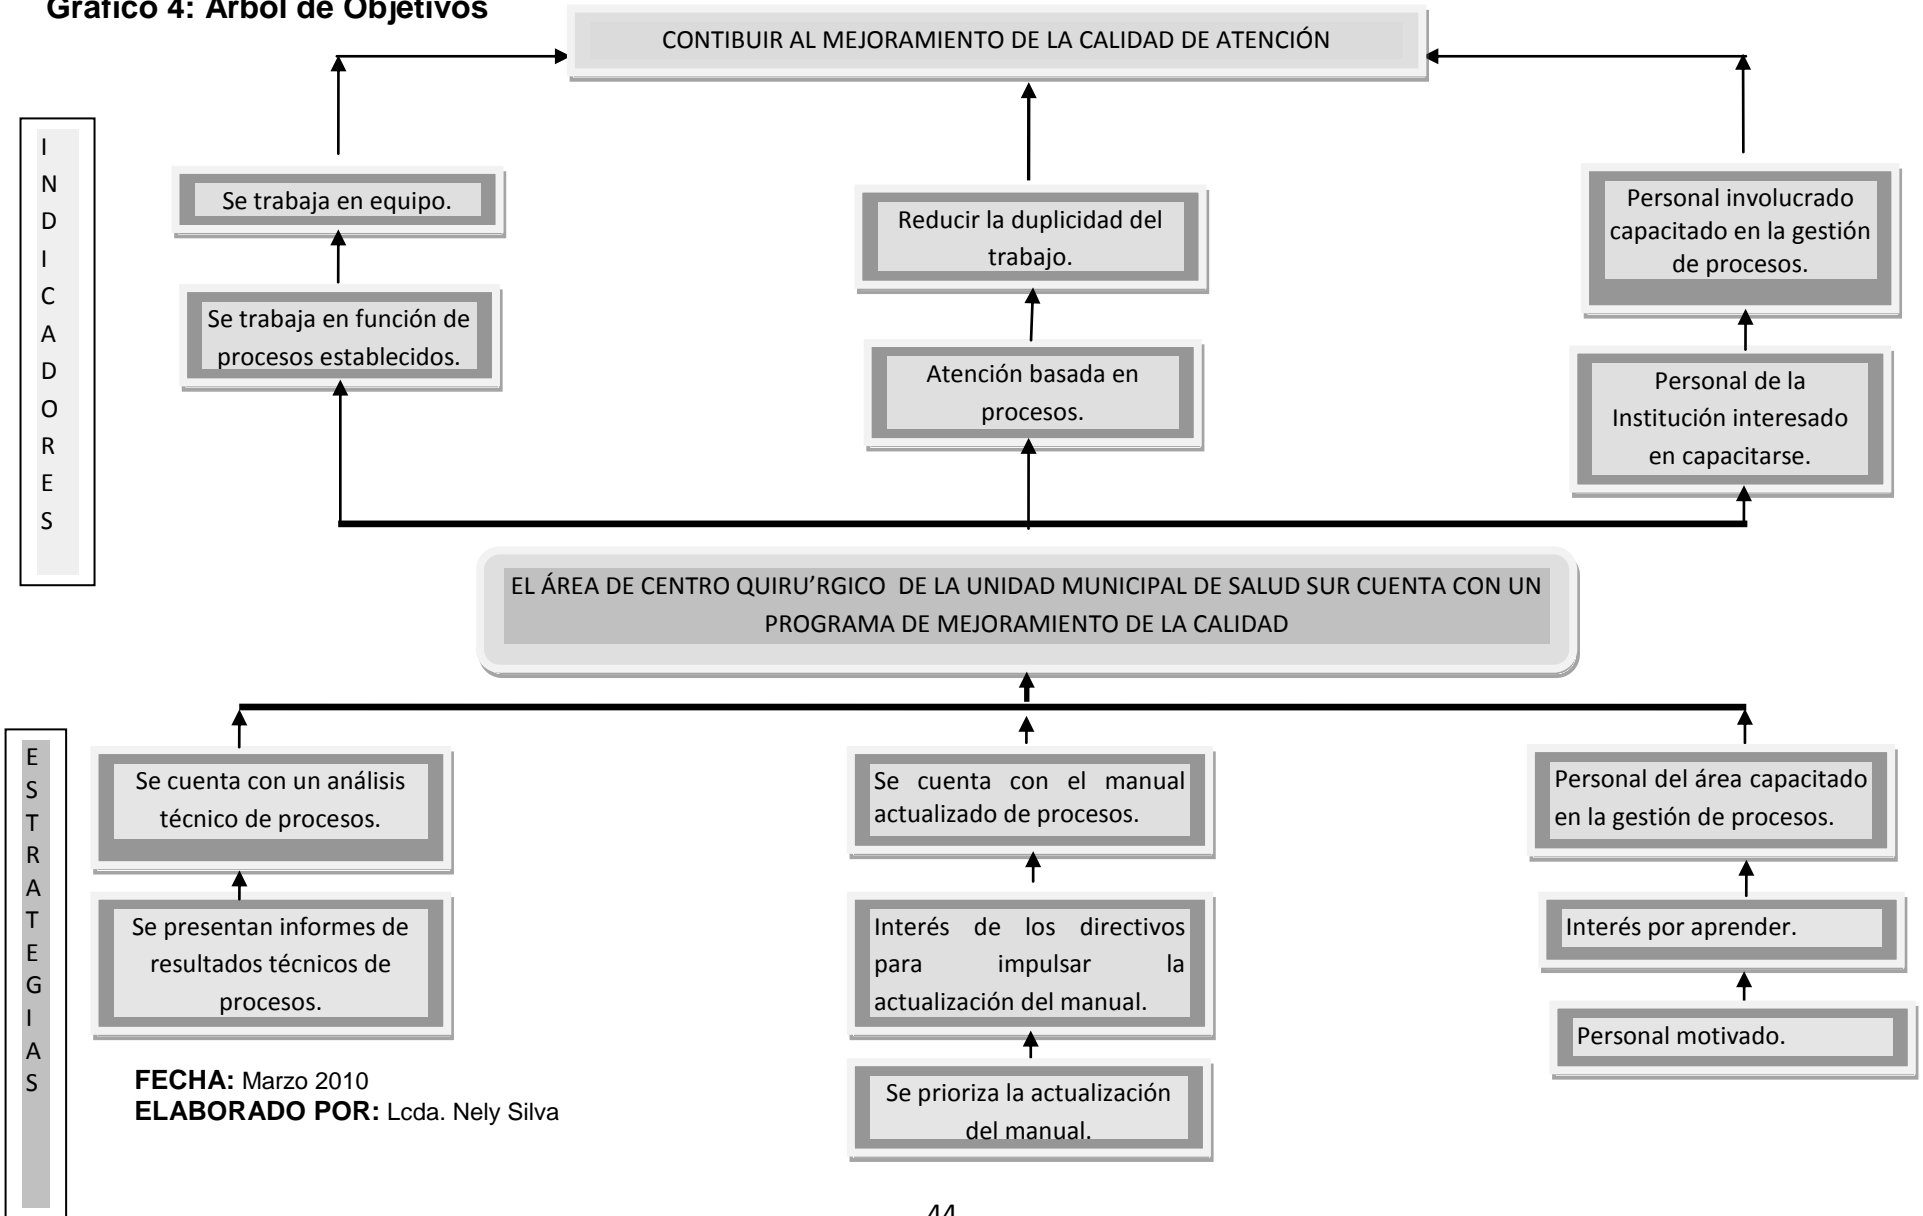 Gráfico 4: Árbol de Objetivos
CONTIBUIR AL MEJORAMIENTO DE LA CALIDAD DE ATENCIÓN
I
N
D
I
C
A
D
O
R
E
S
Se trabaja en equipo.
Reducir la duplicidad del
trabajo.
Personal involucrado
capacitado en la gestión
de procesos.
Se trabaja en función de
procesos establecidos.
Atención basada en
procesos.
Personal de la
Institución interesado
en capacitarse.
EL ÁREA DE CENTRO QUIRU’RGICO DE LA UNIDAD MUNICIPAL DE SALUD SUR CUENTA CON UN
PROGRAMA DE MEJORAMIENTO DE LA CALIDAD
E
S
T
R
A
T
E
G
I
A
S
Se cuenta con un análisis
técnico de procesos.
Se cuenta con el manual
actualizado de procesos.
Personal del área capacitado
en la gestión de procesos.
Se presentan informes de
resultados técnicos de
procesos.
Interés de los directivos
para impulsar la
actualización del manual.
Interés por aprender.
Personal motivado.
Se prioriza la actualización
del manual.
FECHA: Marzo 2010
ELABORADO POR: Lcda. Nely Silva
44